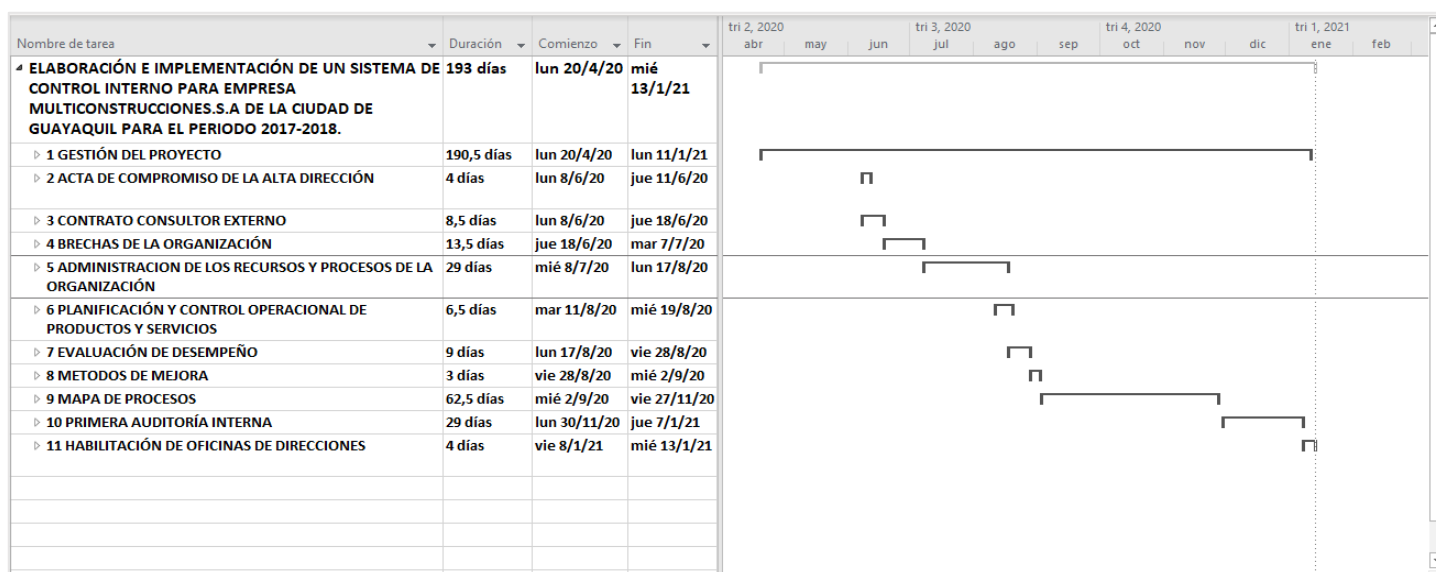 tri 2, 2020 tri 3, 2020 tri 4, 2020 tri 1, 2021
Nombre de tarea Duración Comienzo Fin abr may jun jul ago sep oct nov dic ene feb
ELABORACIÓN E IMPLEMENTACIÓN DE UN SISTEMA DE 193 días lun 20/4/20 mié
CONTROL INTERNO PARA EMPRESA 13/1/21
MULTICONSTRUCCIONES.S.A DE LA CIUDAD DE
GUAYAQUIL PARA EL PERIODO 2017-2018.
1 GESTIÓN DEL PROYECTO 190,5 días lun 20/4/20 lun 11/1/21
2 ACTA DE COMPROMISO DE LA ALTA DIRECCIÓN 4 días lun 8/6/20 jue 11/6/20
3 CONTRATO CONSULTOR EXTERNO 8,5 días lun 8/6/20 jue 18/6/20
4 BRECHAS DE LA ORGANIZACIÓN 13,5 días jue 18/6/20 mar 7/7/20
5 ADMINISTRACION DE LOS RECURSOS Y PROCESOS DE LA 29 días mié 8/7/20 lun 17/8/20
ORGANIZACIÓN
6 PLANIFICACIÓN Y CONTROL OPERACIONAL DE 6,5 días mar 11/8/20 mié 19/8/20
PRODUCTOS Y SERVICIOS
7 EVALUACIÓN DE DESEMPEÑO 9 días lun 17/8/20 vie 28/8/20
8 METODOS DE MEJORA 3 días vie 28/8/20 mié 2/9/20
9 MAPA DE PROCESOS 62,5 días mié 2/9/20 vie 27/11/20
10 PRIMERA AUDITORÍA INTERNA 29 días lun 30/11/20 jue 7/1/21
11 HABILITACIÓN DE OFICINAS DE DIRECCIONES 4 días vie 8/1/21 mié 13/1/21